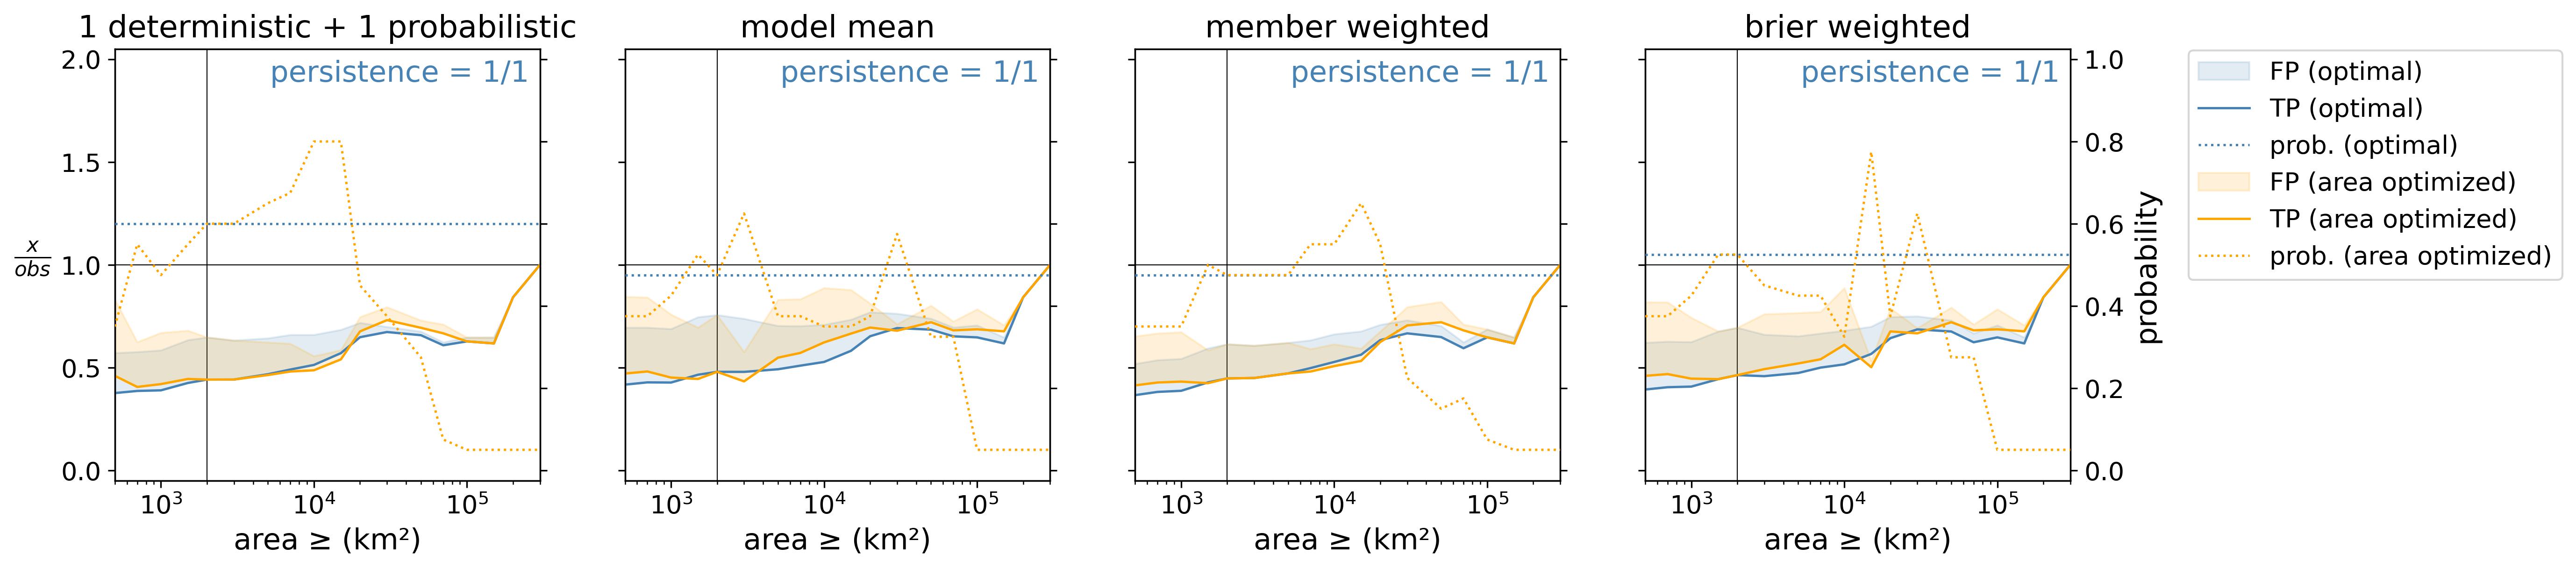 1 deterministic + 1 probabilistic
model mean
member weighted
brier weighted
persistence = 1/1
persistence = 1/1
persistence = 1/1
persistence = 1/1
2.0
1.5
1.0
0.5
0.0
x
obs
1.0
0.8
0.6
0.4
0.2
0.0
probability
10³ 10⁴ 10⁵
10³ 10⁴ 10⁵
10³ 10⁴ 10⁵
10³ 10⁴ 10⁵
area ≥ (km²)
area ≥ (km²)
area ≥ (km²)
area ≥ (km²)
FP (optimal)
TP (optimal)
prob. (optimal)
FP (area optimized)
TP (area optimized)
prob. (area optimized)